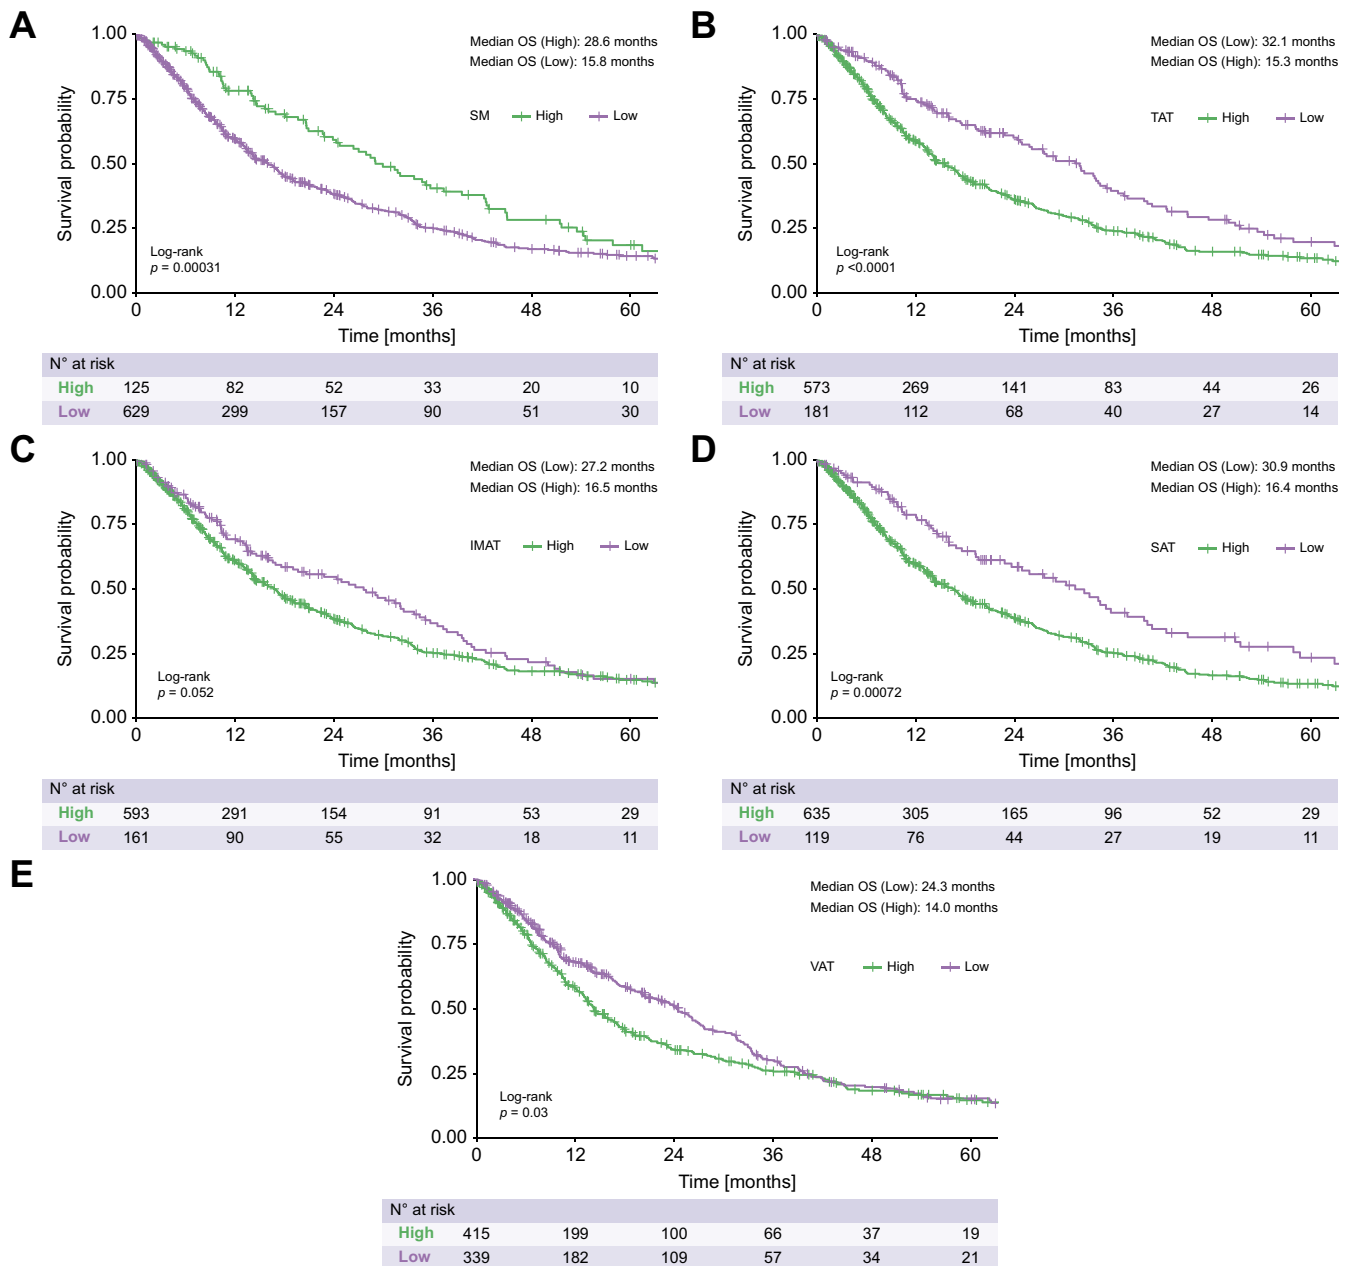 A
1.00
0.75
0.50
0.25
0.00
Survival probability
Median OS (High): 28.6 months
Median OS (Low): 15.8 months
SM High Low
Log-rank
p = 0.00031
0 12 24 36 48 60
Time [months]
N° at risk
High 125 82 52 33 20 10
Low 629 299 157 90 51 30
B
1.00
0.75
0.50
0.25
0.00
Survival probability
Median OS (Low): 32.1 months
Median OS (High): 15.3 months
TAT High Low
Log-rank
p <0.0001
0 12 24 36 48 60
Time [months]
N° at risk
High 573 269 141 83 44 26
Low 181 112 68 40 27 14
C
1.00
0.75
0.50
0.25
0.00
Survival probability
Median OS (Low): 27.2 months
Median OS (High): 16.5 months
IMAT High Low
Log-rank
p = 0.052
0 12 24 36 48 60
Time [months]
N° at risk
High 593 291 154 91 53 29
Low 161 90 55 32 18 11
D
1.00
0.75
0.50
0.25
0.00
Survival probability
Median OS (Low): 30.9 months
Median OS (High): 16.4 months
SAT High Low
Log-rank
p = 0.00072
0 12 24 36 48 60
Time [months]
N° at risk
High 635 305 165 96 52 29
Low 119 76 44 27 19 11
E
1.00
0.75
0.50
0.25
0.00
Survival probability
Median OS (Low): 24.3 months
Median OS (High): 14.0 months
VAT High Low
Log-rank
p = 0.03
0 12 24 36 48 60
Time [months]
N° at risk
High 415 199 100 66 37 19
Low 339 182 109 57 34 21